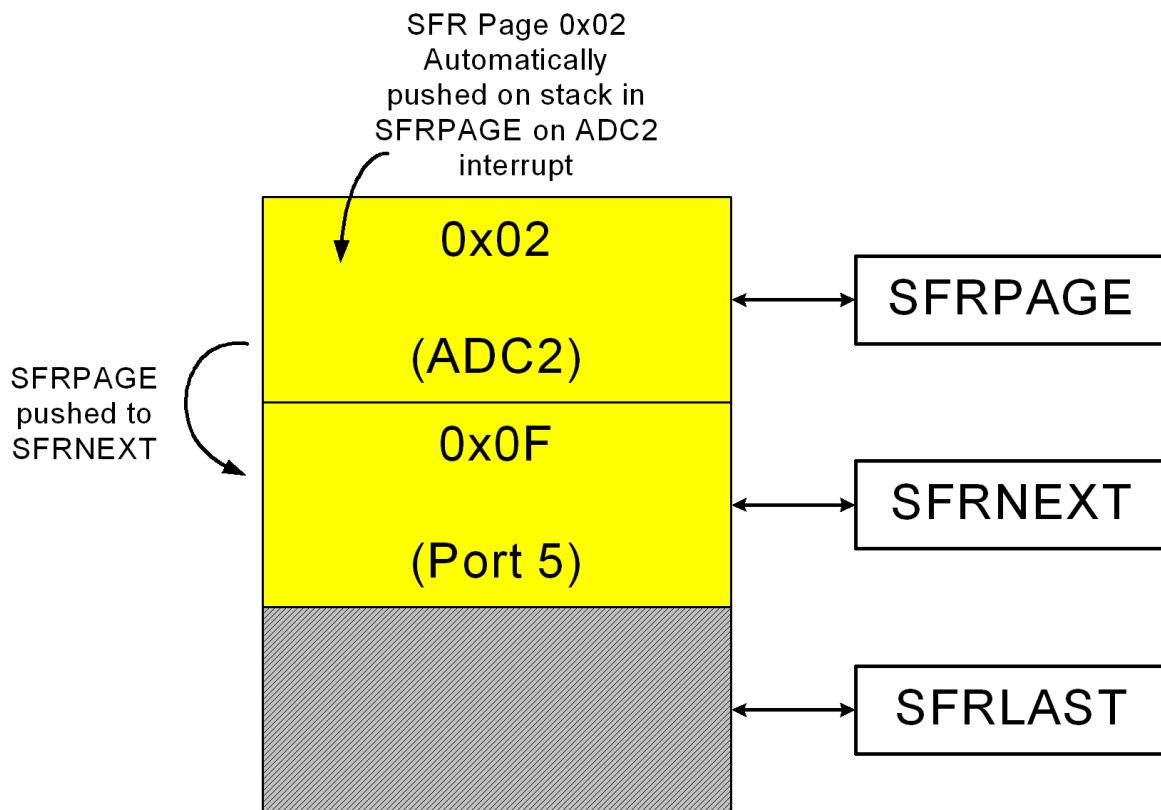 SFR Page 0x02
Automatically
pushed on stack in
SFRPAGE on ADC2
interrupt
0x02
(ADC2)
SFRPAGE
SFRPAGE
pushed to
SFRNEXT
0x0F
(Port 5)
SFRNEXT
SFRLAST